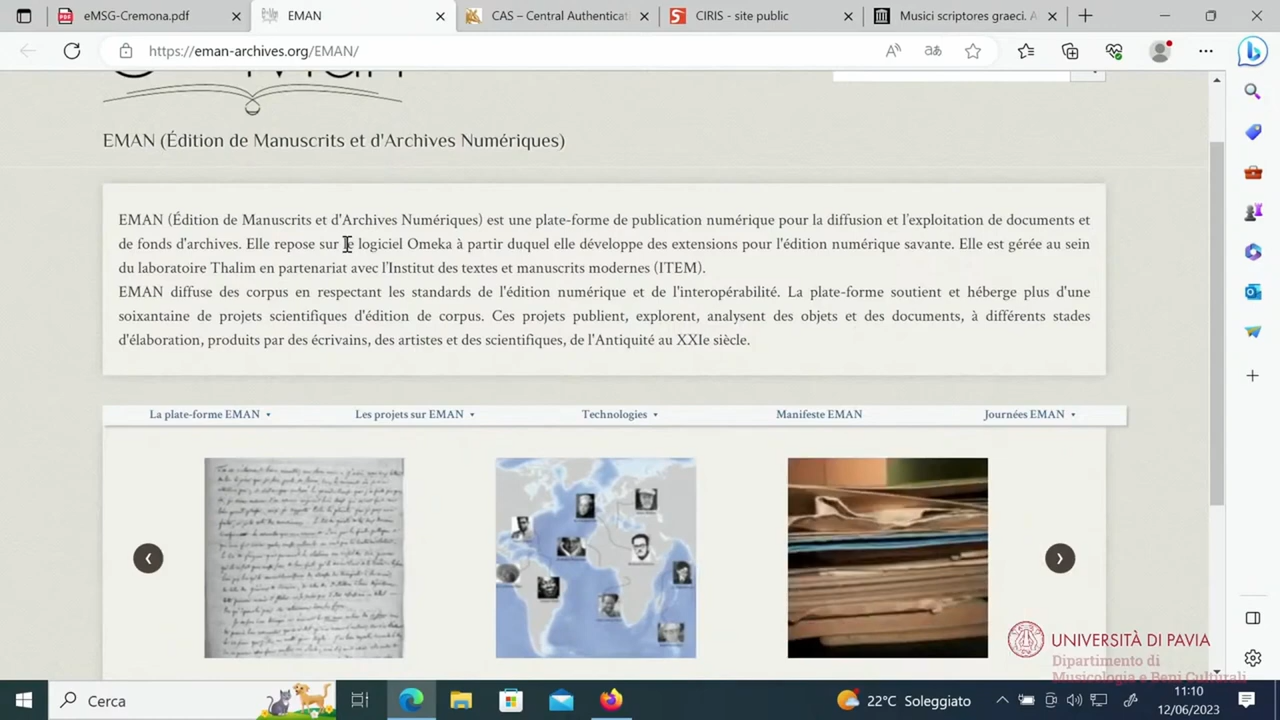 eMSG-Cremona.pdf
EMAN
CAS – Central Authenticat
CIRIS - site public
Musici scriptores graeci. A
https://eman-archives.org/EMAN/
EMAN (Édition de Manuscrits et d'Archives Numériques)
EMAN (Édition de Manuscrits et d'Archives Numériques) est une plate-forme de publication numérique pour la diffusion et l'exploitation de documents et
de fonds d'archives. Elle repose sur le logiciel Omeka à partir duquel elle développe des extensions pour l'édition numérique savante. Elle est gérée au sein
du laboratoire Thalim en partenariat avec l'Institut des textes et manuscrits modernes (ITEM).
EMAN diffuse des corpus en respectant les standards de l'édition numérique et de l'interopérabilité. La plate-forme soutient et héberge plus d'une
soixantaine de projets scientifiques d'édition de corpus. Ces projets publient, explorent, analysent des objets et des documents, à différents stades
d'élaboration, produits par des écrivains, des artistes et des scientifiques, de l'Antiquité au XXIe siècle.
La plate-forme EMAN
Les projets sur EMAN
Technologies
Manifeste EMAN
Journées EMAN
UNIVERSITÀ DI PAVIA
Dipartimento di
Musicologia e Beni Culturali
Cerca
22°C Soleggiato
11:10
12/06/2023